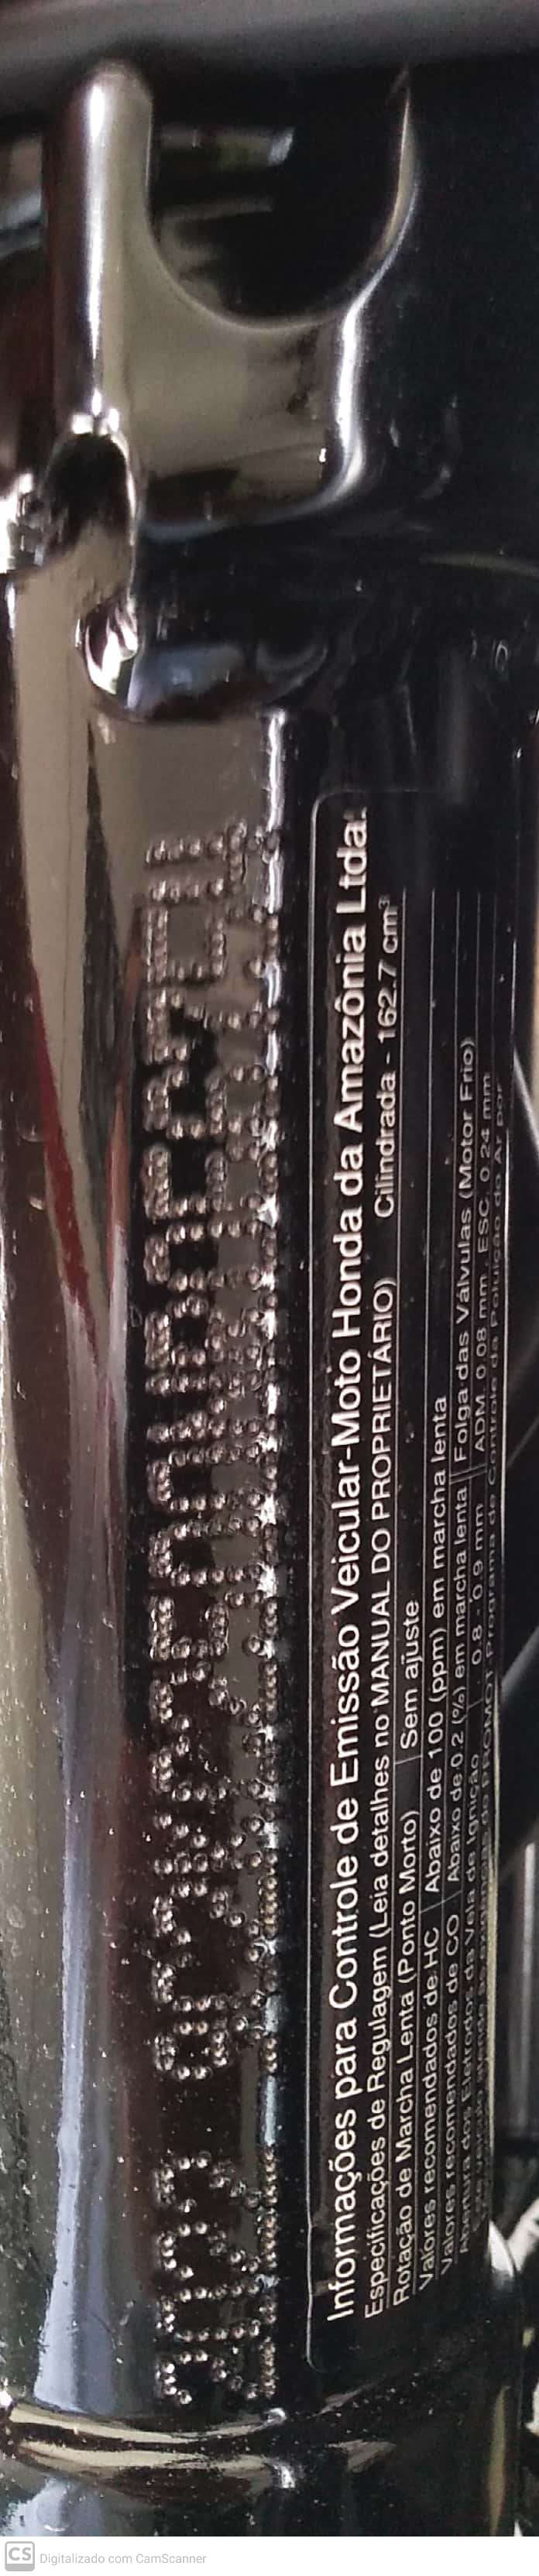 Informações para Controle de Emissão Veicular-Moto Honda da Amazônia Ltda.
Especificações de Regulagem (Leia detalhes no MANUAL DO PROPRIETÁRIO) Cilindrada - 162.7 cm³
Rotação de Marcha Lenta (Ponto Morto) Sem ajuste
Valores recomendados de HC Abaixo de 100 (ppm) em marcha lenta
Valores recomendados de CO Abaixo de 0.2 (%) em marcha lenta Folga das Válvulas (Motor Frio)
Abertura dos Eletrodos da Vela de Ignição 0.8 - 0.9 mm ADM. 0.08 mm ESC. 0.24 mm
do PROMOT Programa de Controle da Poluição do Ar por
CS Digitalizado com CamScanner